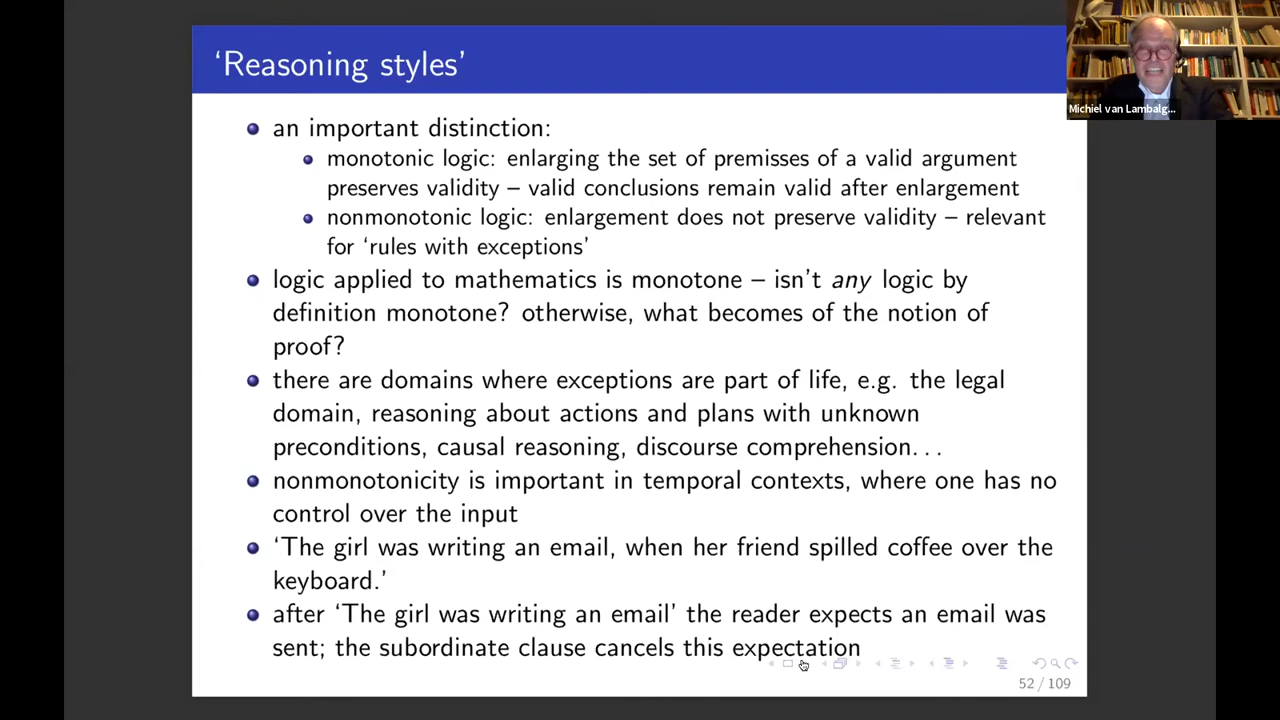 ‘Reasoning styles’
an important distinction:
monotonic logic: enlarging the set of premisses of a valid argument
preserves validity – valid conclusions remain valid after enlargement
nonmonotonic logic: enlargement does not preserve validity – relevant
for ‘rules with exceptions’
logic applied to mathematics is monotone – isn’t any logic by
definition monotone? otherwise, what becomes of the notion of
proof?
there are domains where exceptions are part of life, e.g. the legal
domain, reasoning about actions and plans with unknown
preconditions, causal reasoning, discourse comprehension. . .
nonmonotonicity is important in temporal contexts, where one has no
control over the input
‘The girl was writing an email, when her friend spilled coffee over the
keyboard.’
after ‘The girl was writing an email’ the reader expects an email was
sent; the subordinate clause cancels this expectation
52 / 109
Michiel van Lambalg...